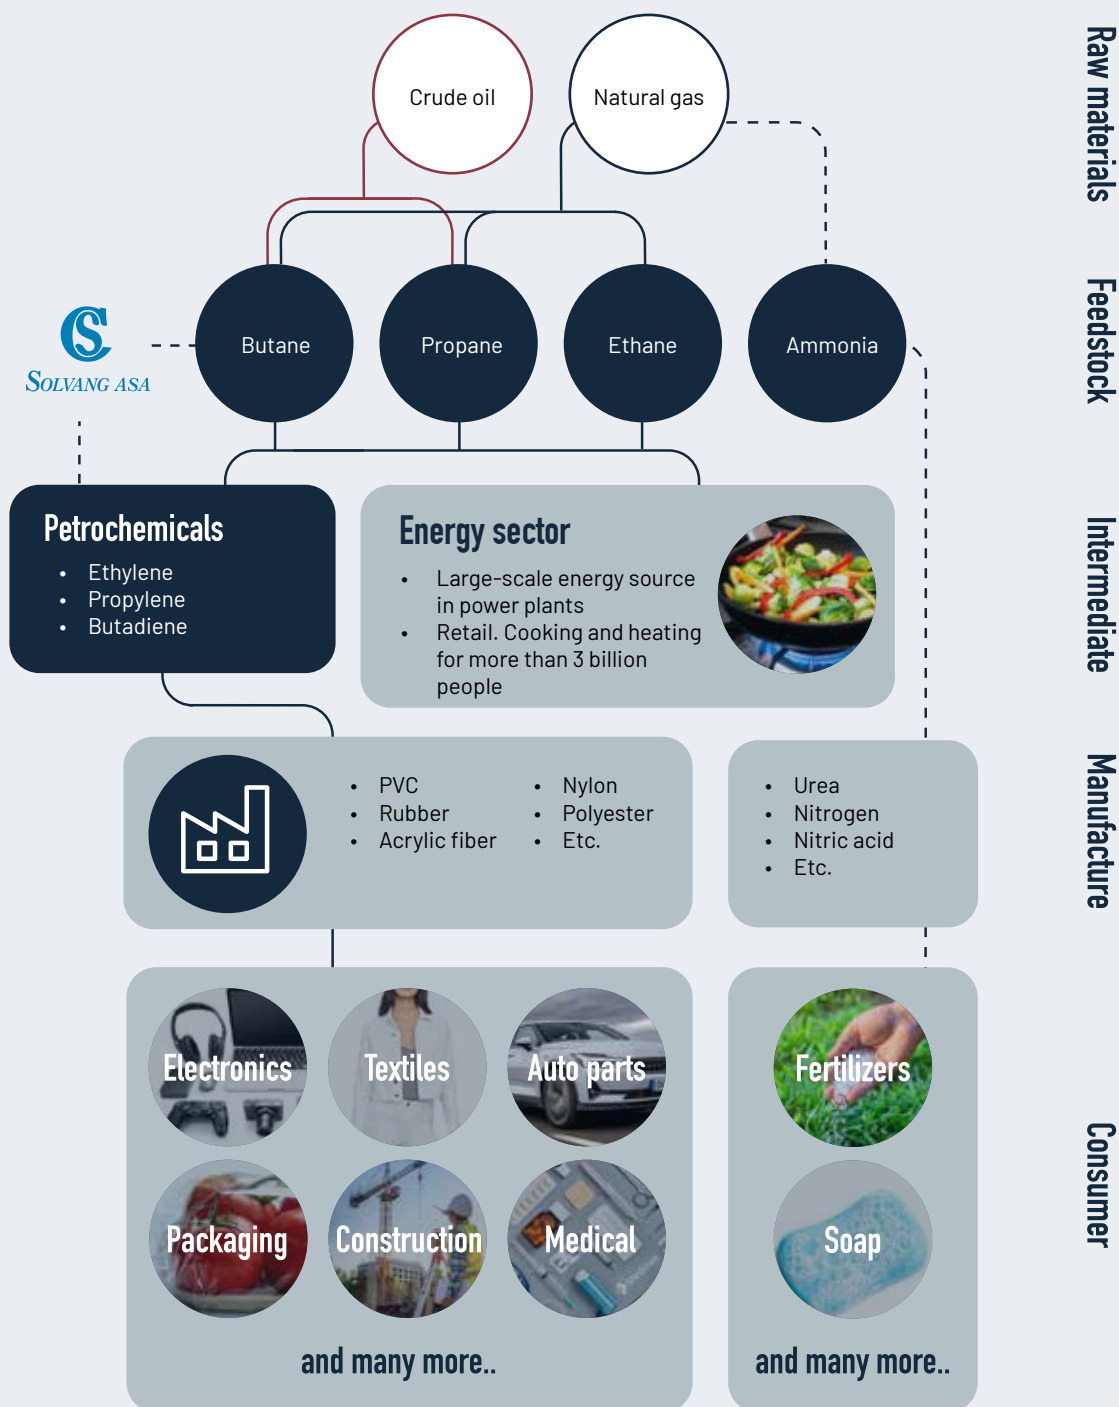 Crude oil
Natural gas
Raw materials
Butane
Propane
Ethane
Ammonia
Feedstock
SOLVANG ASA
Petrochemicals
• Ethylene
• Propylene
• Butadiene
Energy sector
• Large-scale energy source
in power plants
• Retail. Cooking and heating
for more than 3 billion
people
Intermediate
• PVC
• Rubber
• Acrylic fiber
• Nylon
• Polyester
• Etc.
• Urea
• Nitrogen
• Nitric acid
• Etc.
Manufacture
Electronics
Textiles
Auto parts
Packaging
Construction
Medical
and many more..
Fertilizers
Soap
and many more..
Consumer